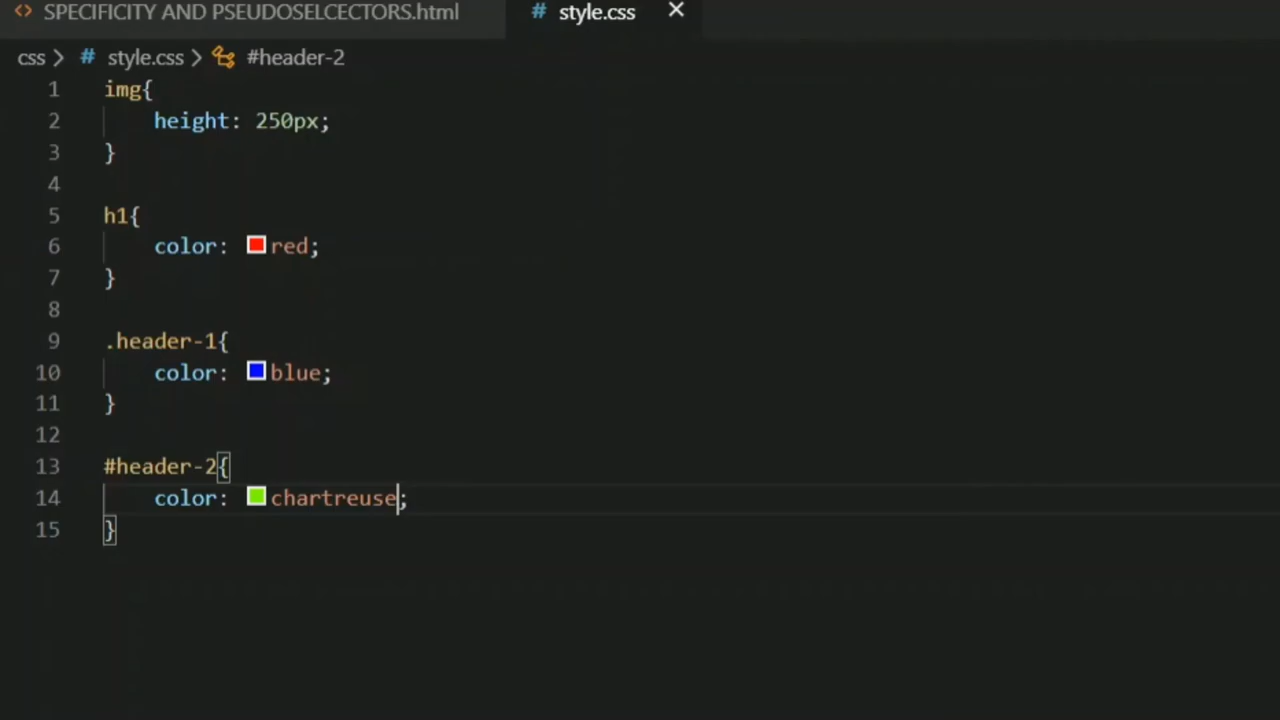 <> SPECIFICITY AND PSEUDOSELCECTORS.html # style.css ×
css > # style.css > #header-2
1 img{
2 height: 250px;
3 }
4
5 h1{
6 color: red;
7 }
8
9 .header-1{
10 color: blue;
11 }
12
13 #header-2{
14 color: chartreuse;
15 }